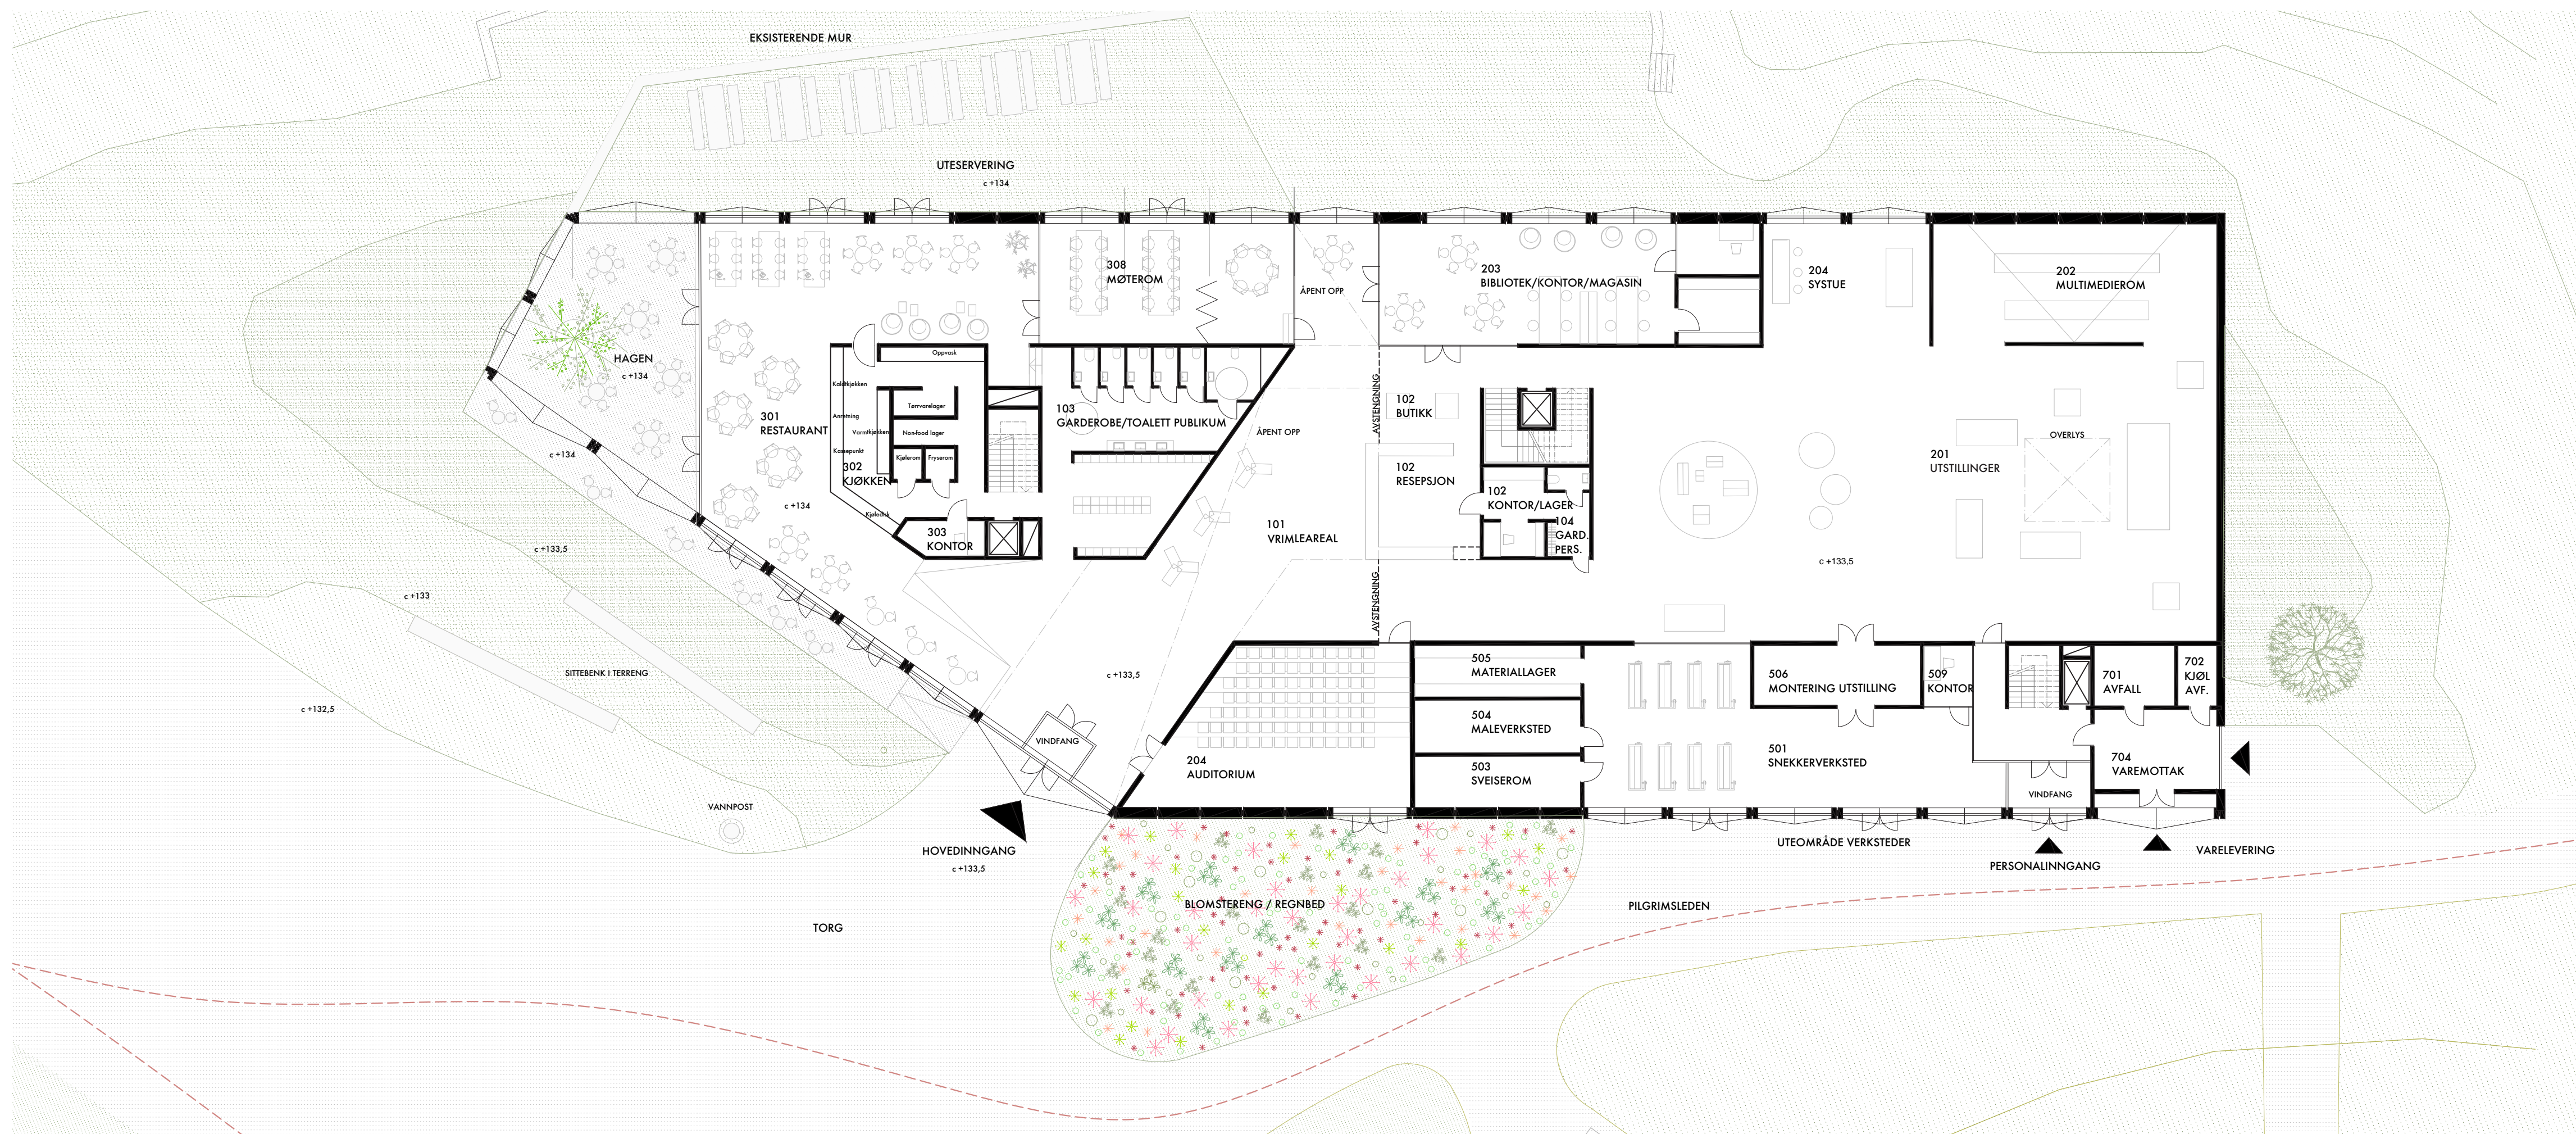 EKSISTERENDE MUR
UTESERVERING
c +134
308
MØTEROM
ÅPENT OPP
203
BIBLIOTEK/KONTOR/MAGASIN
204
SYSTUE
202
MULTIMEDIEROM
HAGEN
c +134
Oppvask
Kaldtkjøkken
Tørrvarelager
Anretning
Varmtkjøkken
Non-food lager
Kassepunkt
Kjølerom
Fryserom
301
RESTAURANT
302
KJØKKEN
Kjøledisk
303
KONTOR
c +134
103
GARDEROBE/TOALETT PUBLIKUM
ÅPENT OPP
AVSTENGNING
102
BUTIKK
102
RESEPSJON
102
KONTOR/LAGER
104
GARD.
PERS.
101
VRIMLEAREAL
AVSTENGNING
OVERLYS
201
UTSTILLINGER
c +133,5
c +134
c +133,5
c +133
SITTEBENK I TERRENG
c +132,5
c +133,5
VINDFANG
204
AUDITORIUM
505
MATERIALLAGER
504
MALEVERKSTED
503
SVEISEROM
506
MONTERING UTSTILLING
509
KONTOR
501
SNEKKERVERKSTED
701
AVFALL
702
KJØL
AVF.
704
VAREMOTTAK
VINDFANG
VANNPOST
HOVEDINNGANG
c +133,5
UTEOMRÅDE VERKSTEDER
PERSONALINNGANG
VARELEVERING
BLOMSTERENG / REGNBED
PILGRIMSLEDEN
TORG